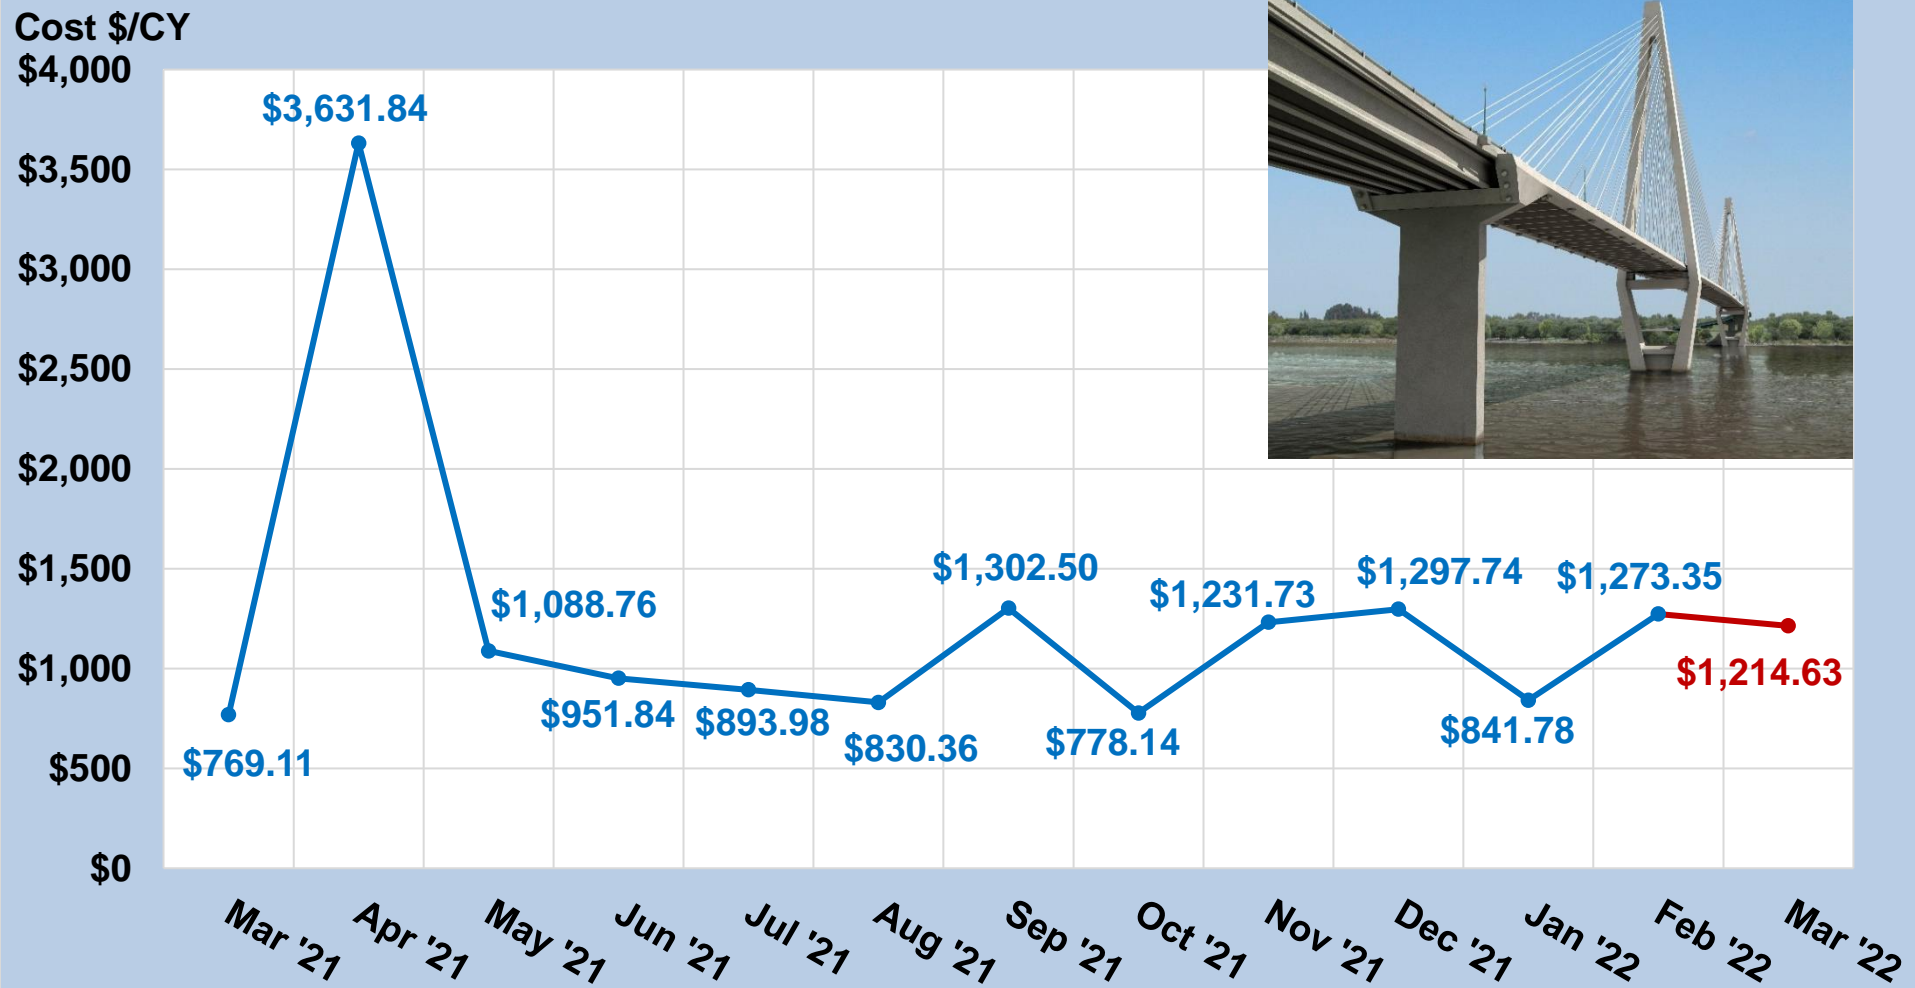 Cost $/CY
$4,000
$3,500
$3,000
$2,500
$2,000
$1,500
$1,000
$500
$0
$3,631.84
$769.11
$1,088.76
$951.84
$893.98
$830.36
$1,302.50
$778.14
$1,231.73
$1,297.74
$841.78
$1,273.35
$1,214.63
Mar '21
Apr '21
May '21
Jun '21
Jul '21
Aug '21
Sep '21
Oct '21
Nov '21
Dec '21
Jan '22
Feb '22
Mar '22